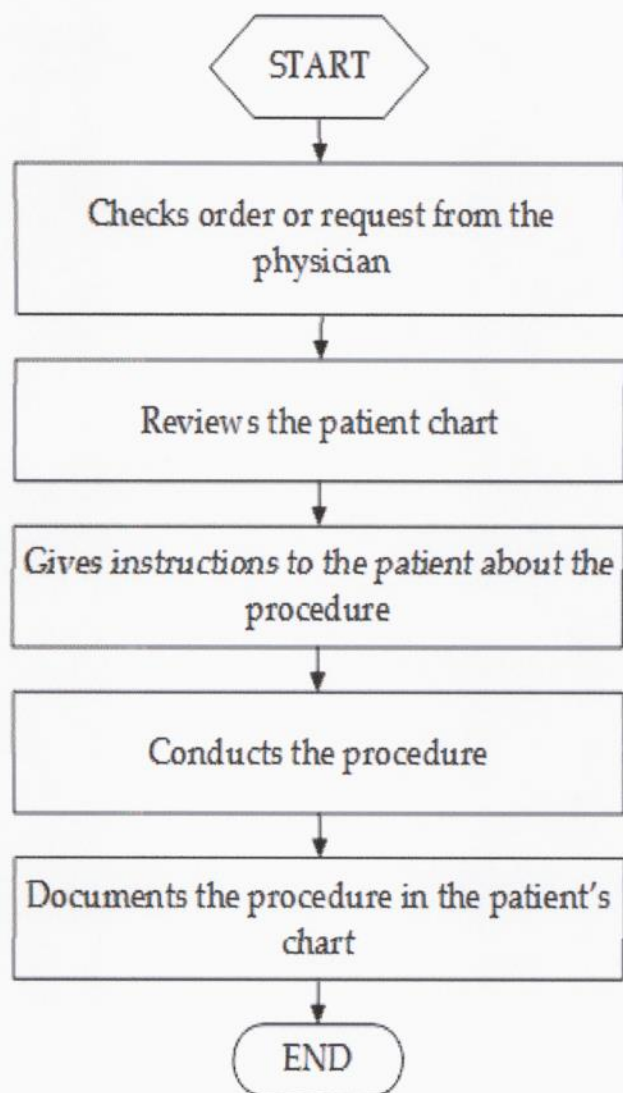 START
Checks order or request from the
physician
Reviews the patient chart
Gives instructions to the patient about the
procedure
Conducts the procedure
Documents the procedure in the patient's
chart
END